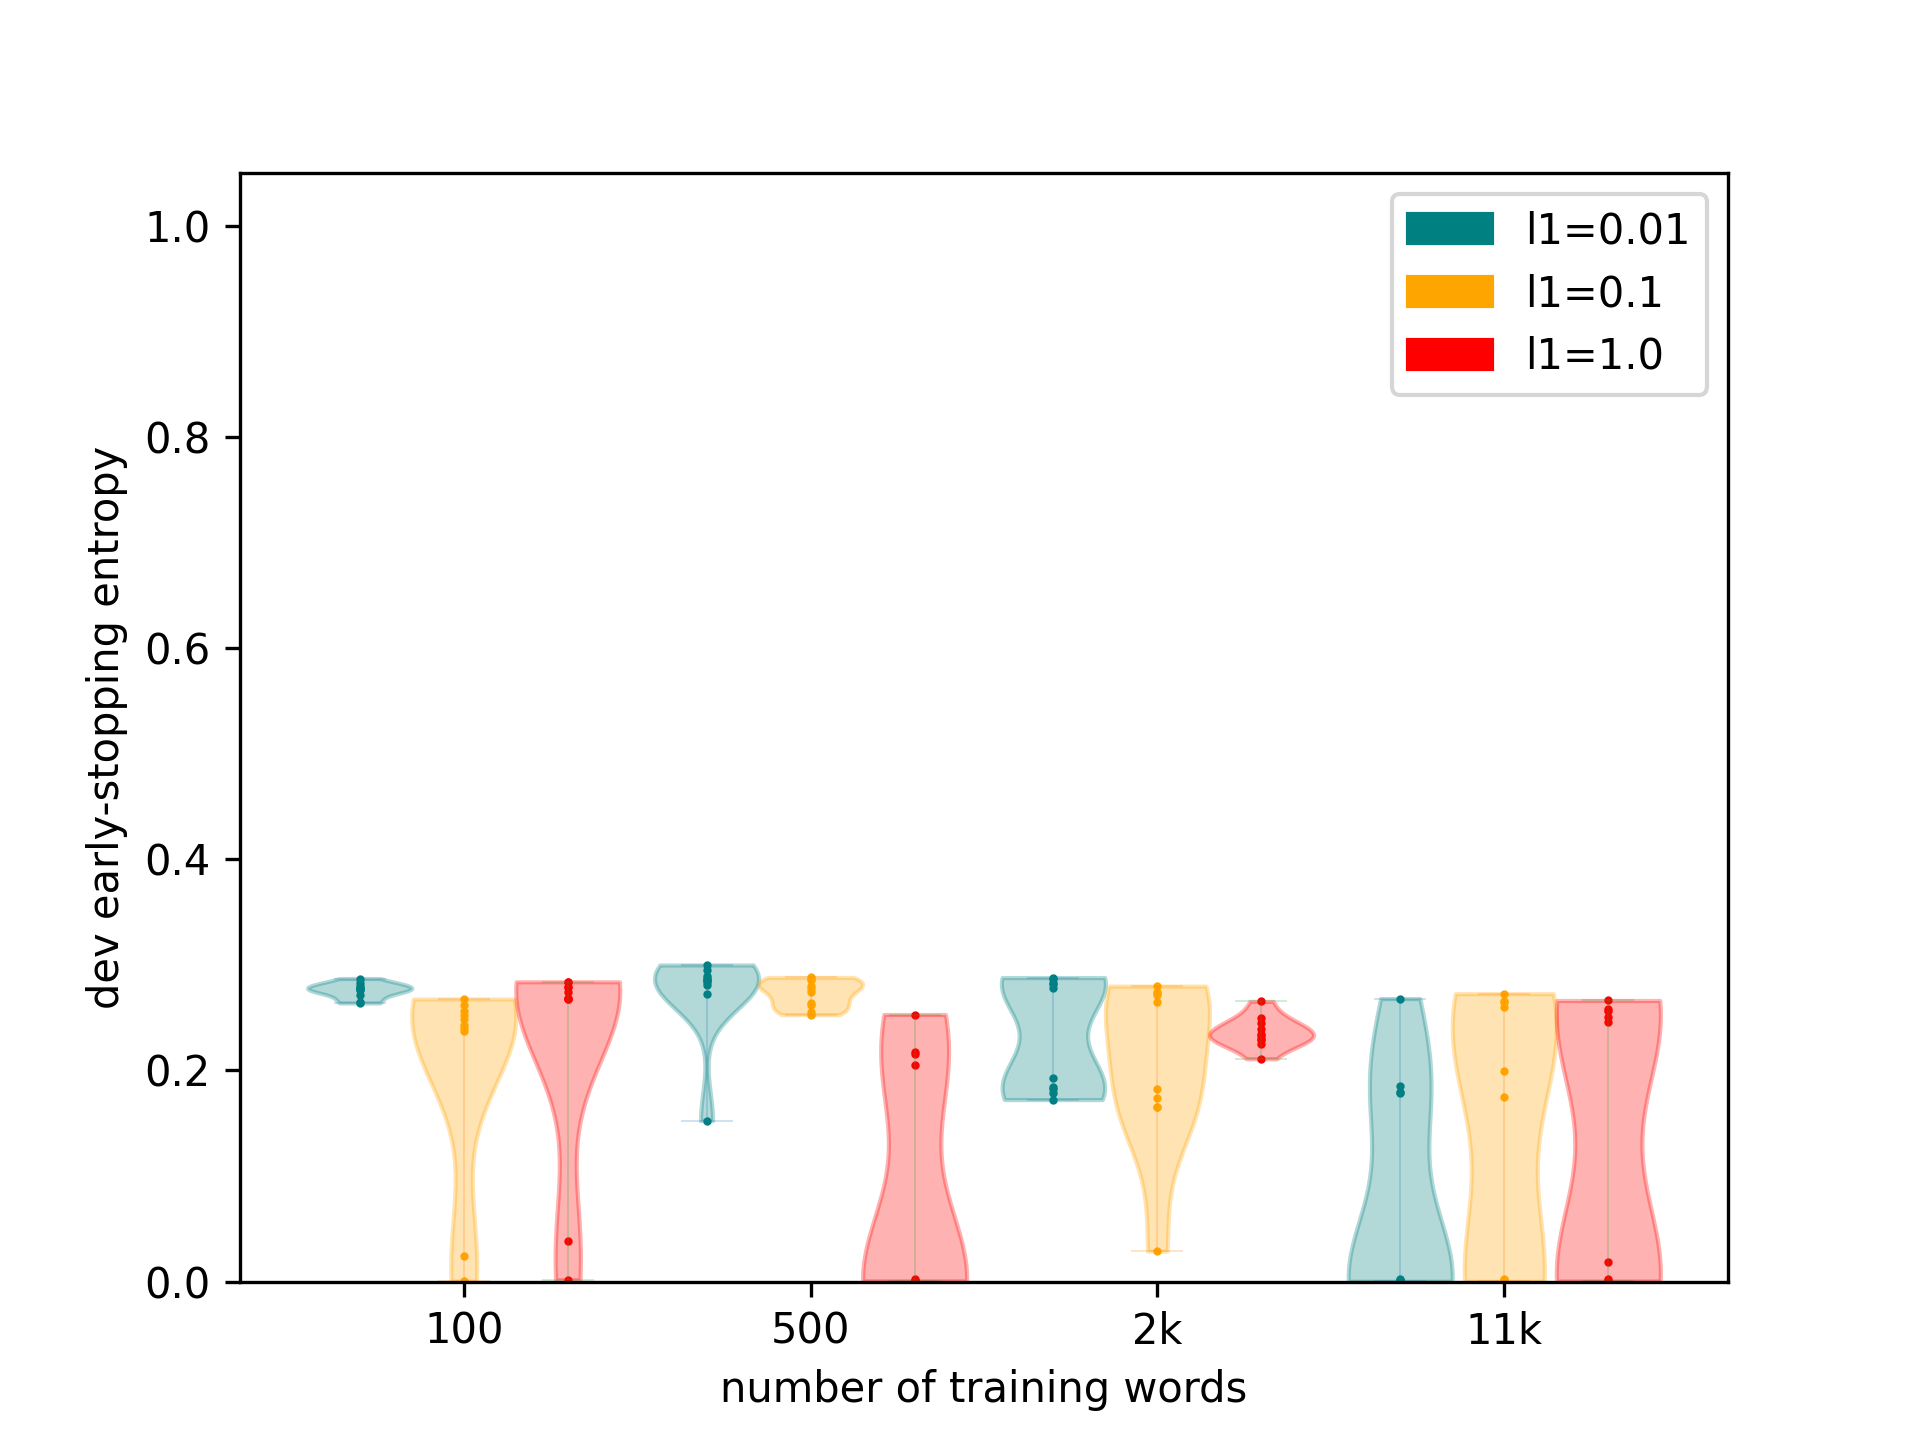 l1=0.01
l1=0.1
l1=1.0
1.0
0.8
0.6
0.4
0.2
0.0
dev early-stopping entropy
100 500 2k 11k
number of training words